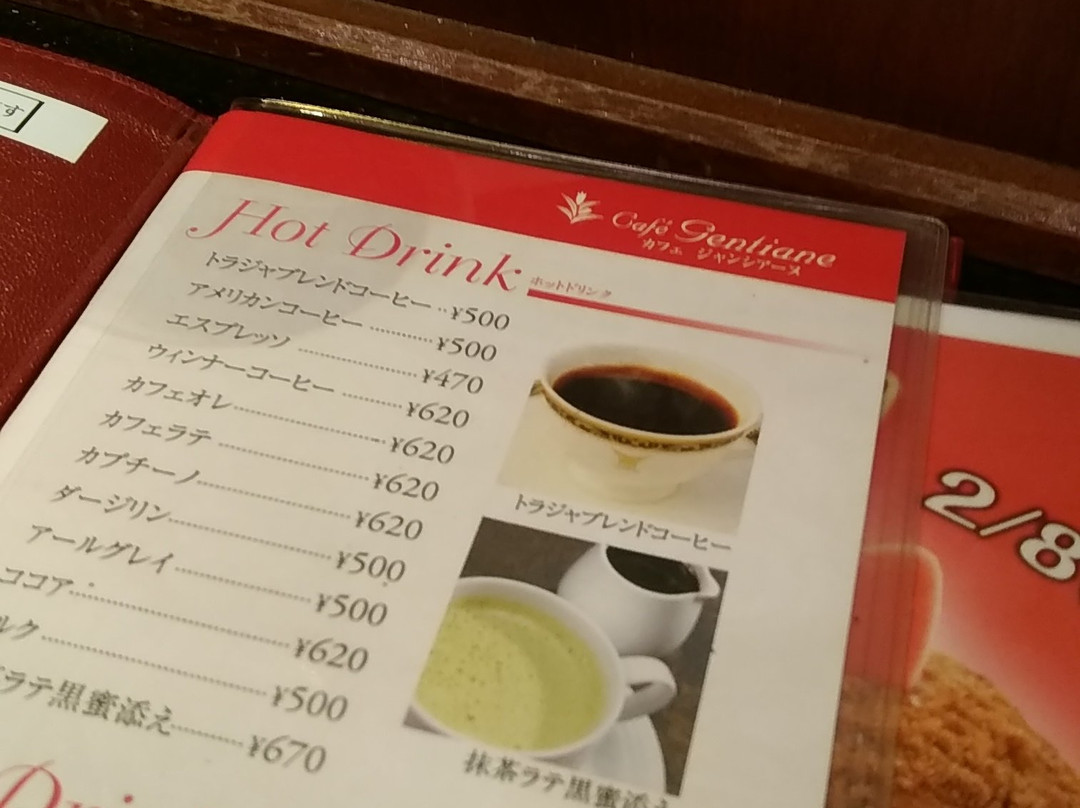 す
Café Gentiane
カフェ ジャンシアーヌ
Hot Drink ホットドリンク
トラジャブレンドコーヒー ¥500
アメリカンコーヒー ¥500
エスプレッソ ¥470
ウィンナーコーヒー ¥620
カフェオレ ¥620
カフェラテ ¥620
カプチーノ ¥620
ダージリン ¥500
アールグレイ ¥500
ココア ¥620
ルク ¥500
ラテ黒蜜添え ¥670
トラジャブレンドコーヒー
抹茶ラテ黒蜜添え
2/8